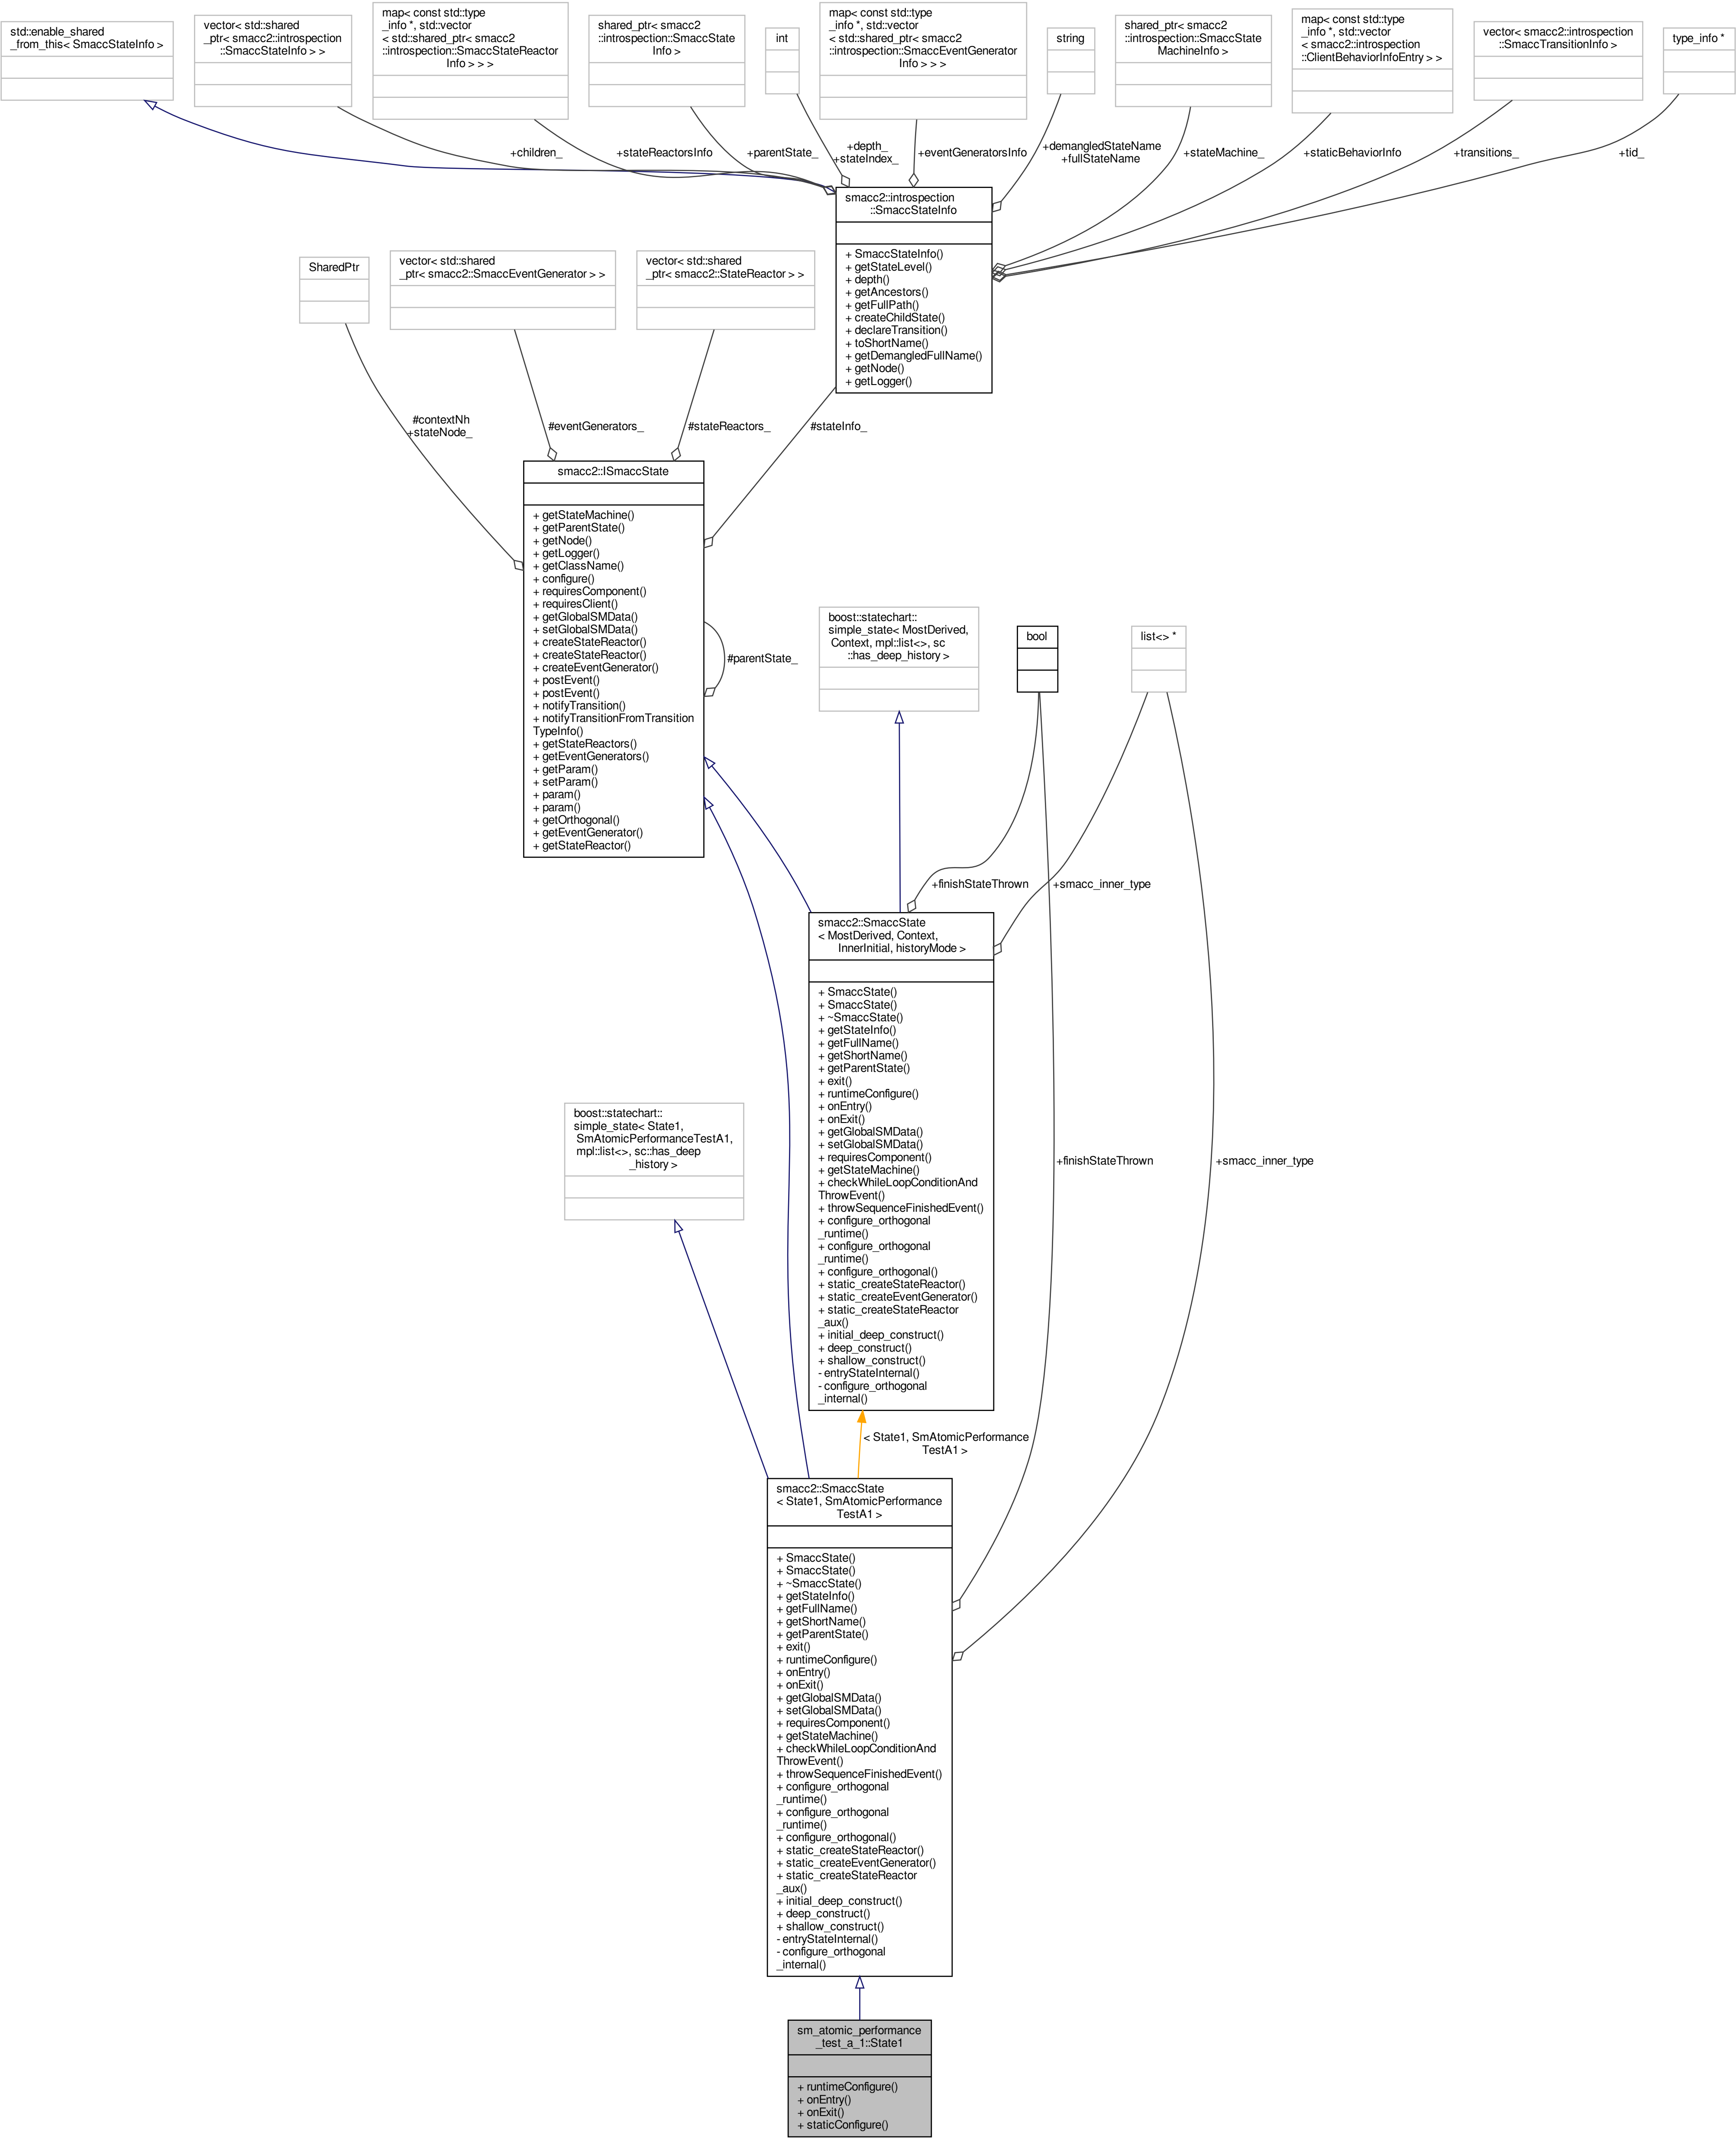 std::enable_shared
_from_this< SmaccStateInfo >
vector< std::shared
_ptr< smacc2::introspection
::SmaccStateInfo > >
map< const std::type
_info *, std::vector
< std::shared_ptr< smacc2
::introspection::SmaccStateReactor
Info > > >
shared_ptr< smacc2
::introspection::SmaccState
Info >
int
map< const std::type
_info *, std::vector
< std::shared_ptr< smacc2
::introspection::SmaccEventGenerator
Info > > >
string
shared_ptr< smacc2
::introspection::SmaccState
MachineInfo >
map< const std::type
_info *, std::vector
< smacc2::introspection
::ClientBehaviorInfoEntry > >
vector< smacc2::introspection
::SmaccTransitionInfo >
type_info *
+children_
+stateReactorsInfo
+parentState_
+depth_
+stateIndex_
+eventGeneratorsInfo
+demangledStateName
+fullStateName
+stateMachine_
+staticBehaviorInfo
+transitions_
+tid_
smacc2::introspection
::SmaccStateInfo
+ SmaccStateInfo()
+ getStateLevel()
+ depth()
+ getAncestors()
+ getFullPath()
+ createChildState()
+ declareTransition()
+ toShortName()
+ getDemangledFullName()
+ getNode()
+ getLogger()
SharedPtr
vector< std::shared
_ptr< smacc2::SmaccEventGenerator > >
vector< std::shared
_ptr< smacc2::StateReactor > >
#contextNh
+stateNode_
#eventGenerators_
#stateReactors_
#stateInfo_
smacc2::ISmaccState
+ getStateMachine()
+ getParentState()
+ getNode()
+ getLogger()
+ getClassName()
+ configure()
+ requiresComponent()
+ requiresClient()
+ getGlobalSMData()
+ setGlobalSMData()
+ createStateReactor()
+ createStateReactor()
+ createEventGenerator()
+ postEvent()
+ postEvent()
+ notifyTransition()
+ notifyTransitionFromTransition
TypeInfo()
+ getStateReactors()
+ getEventGenerators()
+ getParam()
+ setParam()
+ param()
+ param()
+ getOrthogonal()
+ getEventGenerator()
+ getStateReactor()
#parentState_
boost::statechart::
simple_state< MostDerived,
Context, mpl::list<>, sc
::has_deep_history >
bool
list<> *
+finishStateThrown
+smacc_inner_type
smacc2::SmaccState
< MostDerived, Context,
InnerInitial, historyMode >
+ SmaccState()
+ SmaccState()
+ ~SmaccState()
+ getStateInfo()
+ getFullName()
+ getShortName()
+ getParentState()
+ exit()
+ runtimeConfigure()
+ onEntry()
+ onExit()
+ getGlobalSMData()
+ setGlobalSMData()
+ requiresComponent()
+ getStateMachine()
+ checkWhileLoopConditionAnd
ThrowEvent()
+ throwSequenceFinishedEvent()
+ configure_orthogonal
_runtime()
+ configure_orthogonal
_runtime()
+ configure_orthogonal()
+ static_createStateReactor()
+ static_createEventGenerator()
+ static_createStateReactor
_aux()
+ initial_deep_construct()
+ deep_construct()
+ shallow_construct()
- entryStateInternal()
- configure_orthogonal
_internal()
boost::statechart::
simple_state< State1,
SmAtomicPerformanceTestA1,
mpl::list<>, sc::has_deep
_history >
+finishStateThrown
+smacc_inner_type
< State1, SmAtomicPerformance
TestA1 >
smacc2::SmaccState
< State1, SmAtomicPerformance
TestA1 >
+ SmaccState()
+ SmaccState()
+ ~SmaccState()
+ getStateInfo()
+ getFullName()
+ getShortName()
+ getParentState()
+ exit()
+ runtimeConfigure()
+ onEntry()
+ onExit()
+ getGlobalSMData()
+ setGlobalSMData()
+ requiresComponent()
+ getStateMachine()
+ checkWhileLoopConditionAnd
ThrowEvent()
+ throwSequenceFinishedEvent()
+ configure_orthogonal
_runtime()
+ configure_orthogonal
_runtime()
+ configure_orthogonal()
+ static_createStateReactor()
+ static_createEventGenerator()
+ static_createStateReactor
_aux()
+ initial_deep_construct()
+ deep_construct()
+ shallow_construct()
- entryStateInternal()
- configure_orthogonal
_internal()
sm_atomic_performance
_test_a_1::State1
+ runtimeConfigure()
+ onEntry()
+ onExit()
+ staticConfigure()